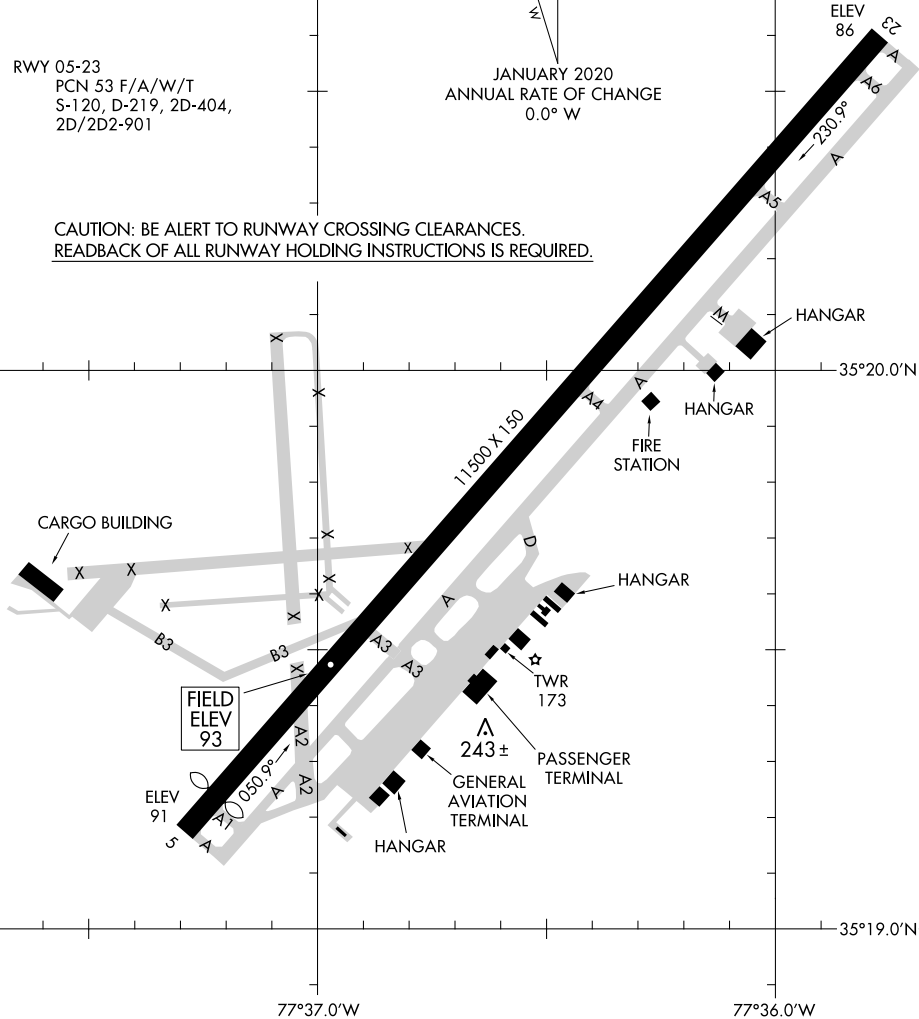 ELEV
86
23
W
RWY 05-23
PCN 53 F/A/W/T
S-120, D-219, 2D-404,
2D/2D2-901
JANUARY 2020
ANNUAL RATE OF CHANGE
0.0° W
A
A6
230.9°
A
A5
CAUTION: BE ALERT TO RUNWAY CROSSING CLEARANCES.
READBACK OF ALL RUNWAY HOLDING INSTRUCTIONS IS REQUIRED.
M
HANGAR
X
35°20.0'N
A
X
A4
HANGAR
11500 X 150
FIRE
STATION
CARGO BUILDING
X
D
X
X
X
X
HANGAR
X
X
A
X
X
B3
B3
A3
A3
X
TWR
173
FIELD
ELEV
93
A2
243±
PASSENGER
TERMINAL
050.9°
A2
GENERAL
AVIATION
TERMINAL
A
ELEV
91
A1
5
A
HANGAR
35°19.0'N
77°37.0'W
77°36.0'W